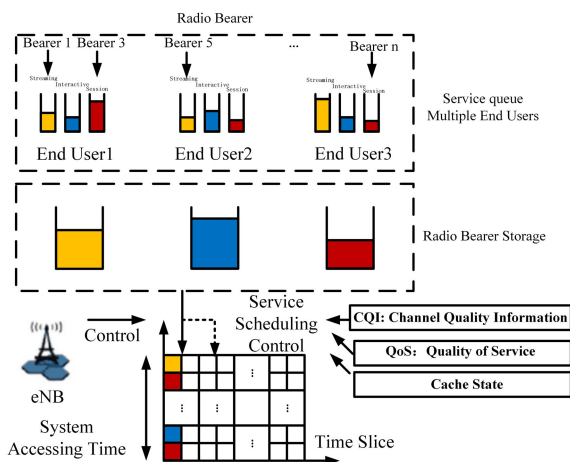 Radio Bearer
Bearer 1 Bearer 3 Bearer 5 ... Bearer n
Streaming Interactive Session
Streaming Interactive Session
Streaming Interactive Session
End User1 End User2 End User3
Service queue
Multiple End Users
Radio Bearer Storage
Service
Scheduling
Control
Control
eNB
CQI: Channel Quality Information
QoS: Quality of Service
Cache State
System
Accessing Time
Time Slice